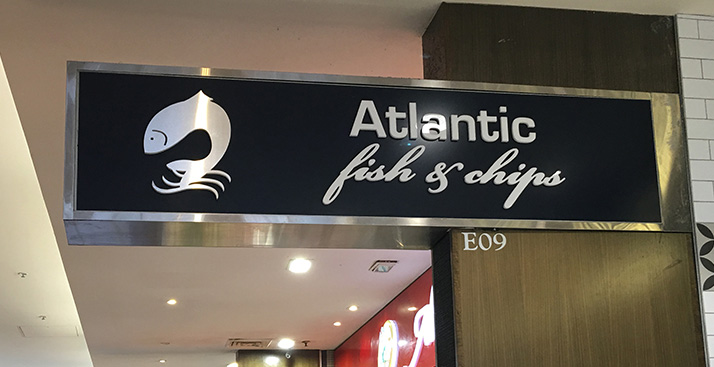 Atlantic
fish & chips
E09